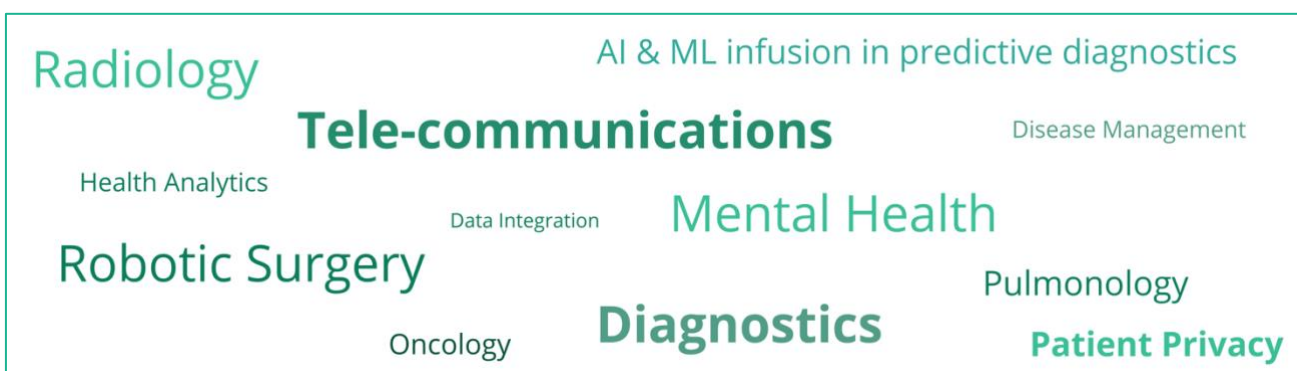 Radiology
AI & ML infusion in predictive diagnostics
Tele-communications
Disease Management
Health Analytics
Data Integration
Mental Health
Robotic Surgery
Pulmonology
Diagnostics
Oncology
Patient Privacy